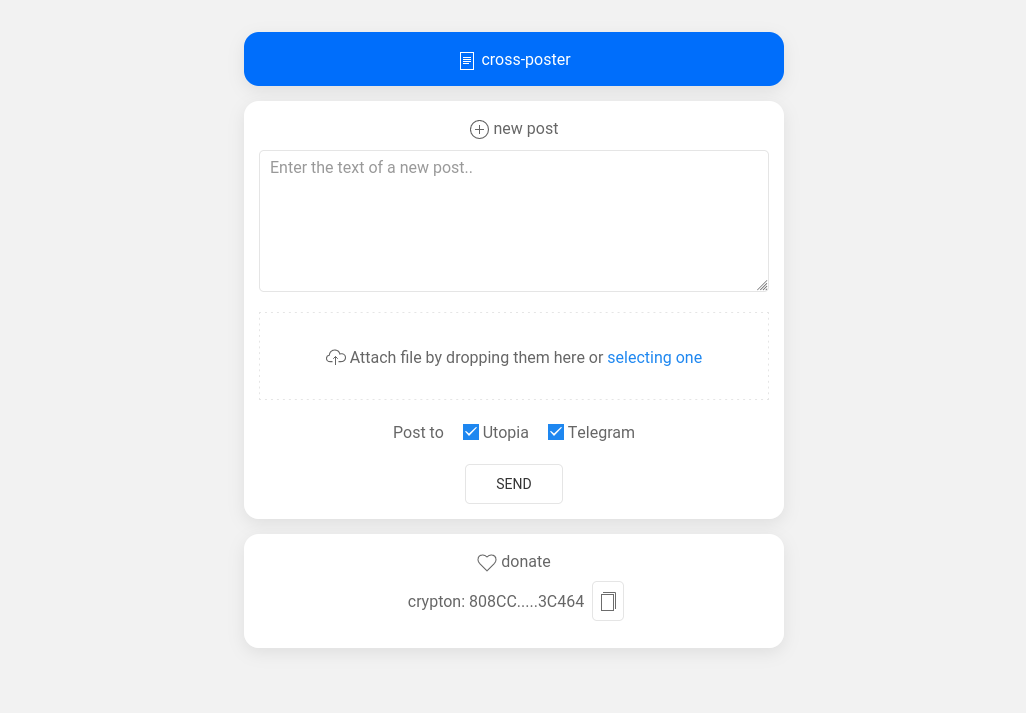 cross-poster
new post
Enter the text of a new post..
Attach file by dropping them here or selecting one
Post to Utopia Telegram
SEND
donate
crypton: 808CC.....3C464